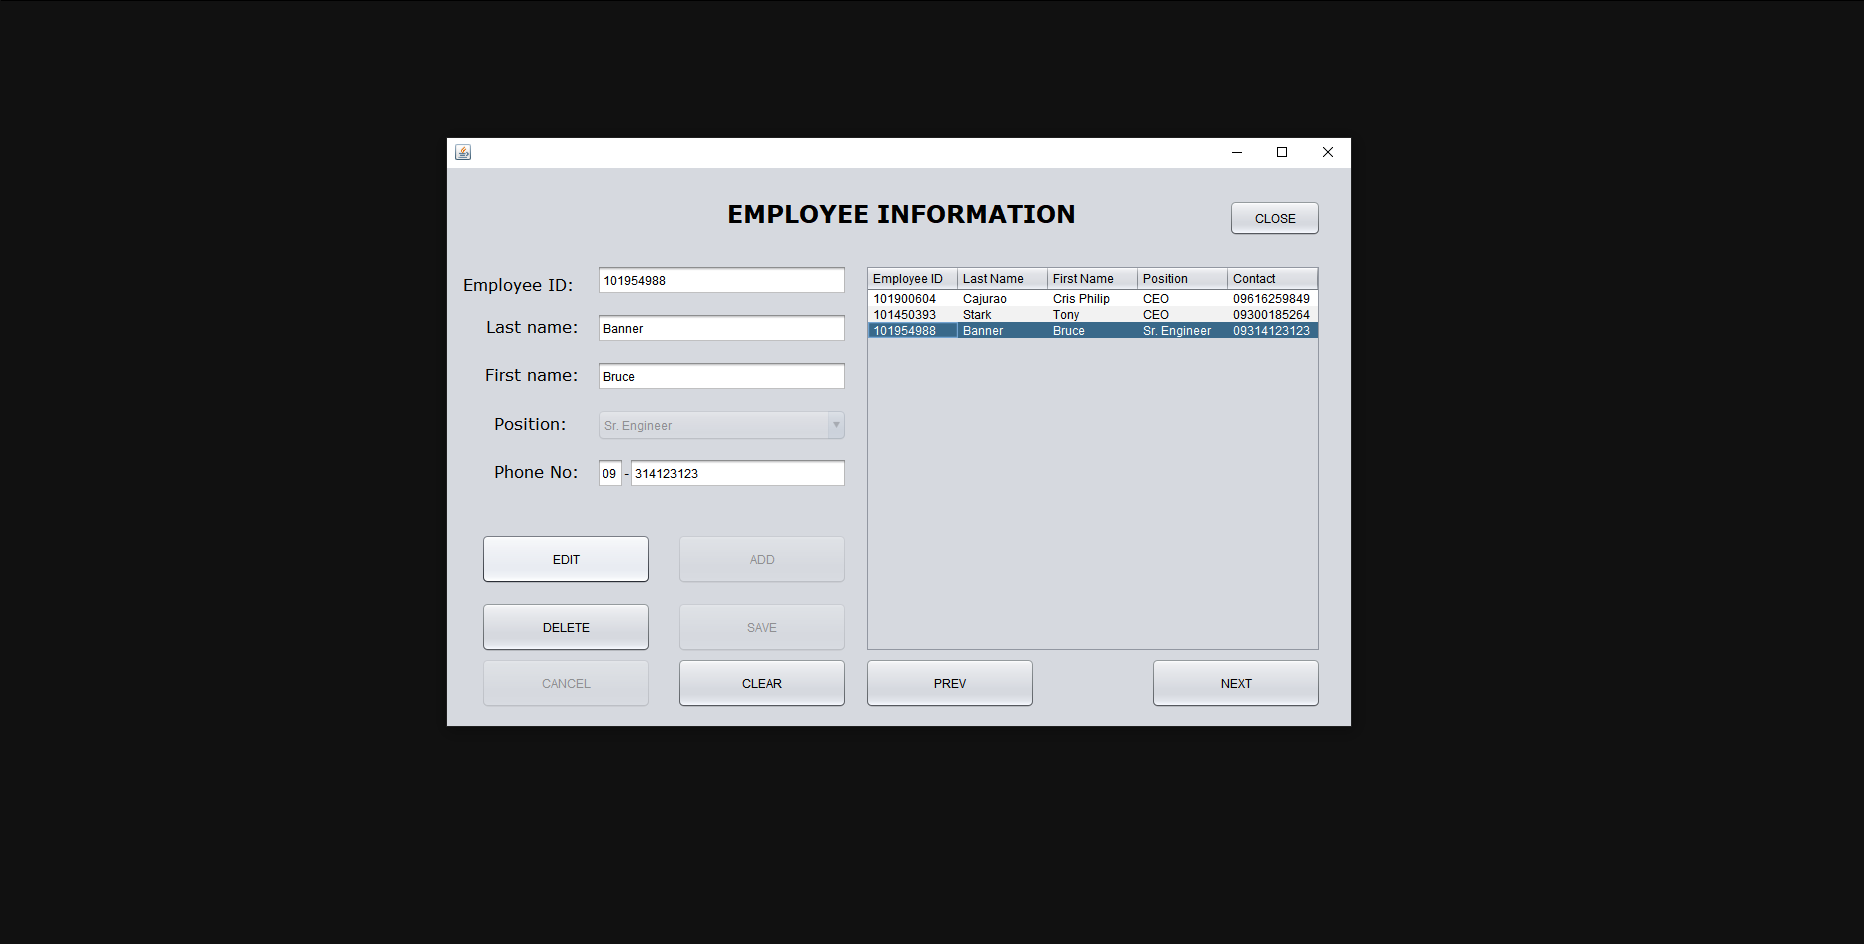 EMPLOYEE INFORMATION
CLOSE
Employee ID: 101954988
Last name: Banner
First name: Bruce
Position: Sr. Engineer
Phone No: 09 - 314123123
EDIT ADD
DELETE SAVE
CANCEL CLEAR
Employee ID Last Name First Name Position Contact
101900604 Cajurao Cris Philip CEO 09616259849
101450393 Stark Tony CEO 09300185264
101954988 Banner Bruce Sr. Engineer 09314123123
PREV NEXT